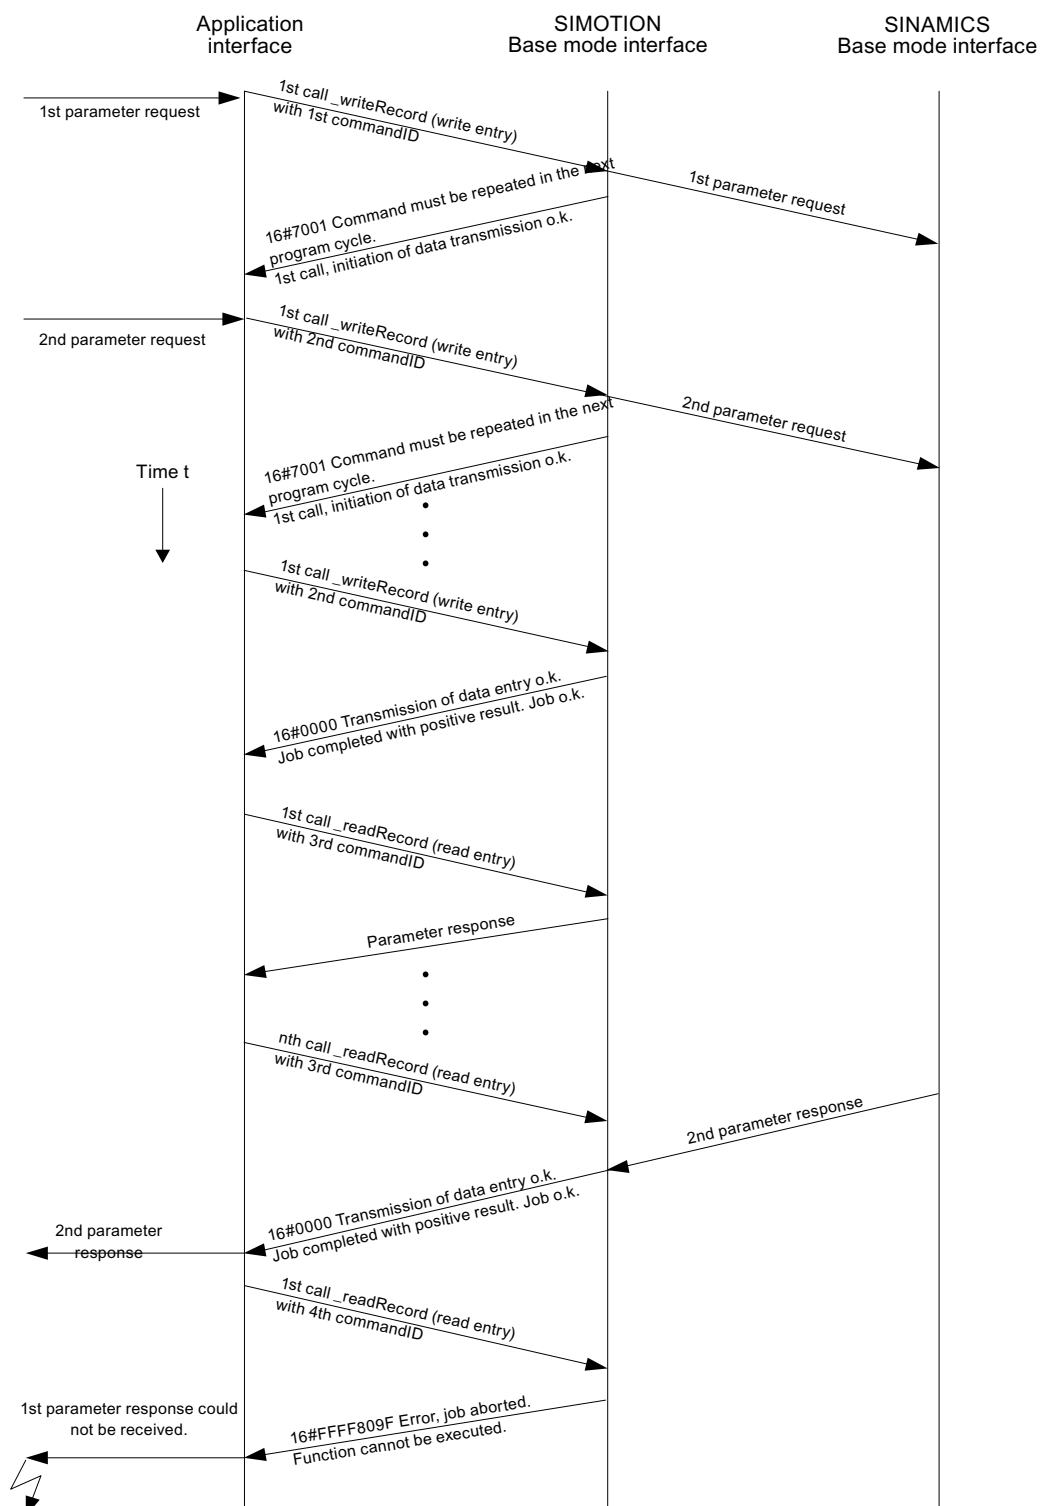 Application
interface
SIMOTION
Base mode interface
SINAMICS
Base mode interface
1st parameter request
1st call _writeRecord (write entry)
with 1st commandID
1st parameter request
16#7001 Command must be repeated in the next
program cycle.
1st call, initiation of data transmission o.k.
2nd parameter request
1st call _writeRecord (write entry)
with 2nd commandID
2nd parameter request
16#7001 Command must be repeated in the next
program cycle.
1st call, initiation of data transmission o.k.
Time t
1st call _writeRecord (write entry)
with 2nd commandID
16#0000 Transmission of data entry o.k.
Job completed with positive result. Job o.k.
1st call _readRecord (read entry)
with 3rd commandID
Parameter response
nth call _readRecord (read entry)
with 3rd commandID
2nd parameter response
16#0000 Transmission of data entry o.k.
Job completed with positive result. Job o.k.
2nd parameter
response
1st call _readRecord (read entry)
with 4th commandID
1st parameter response could
not be received.
16#FFFF809F Error, job aborted.
Function cannot be executed.